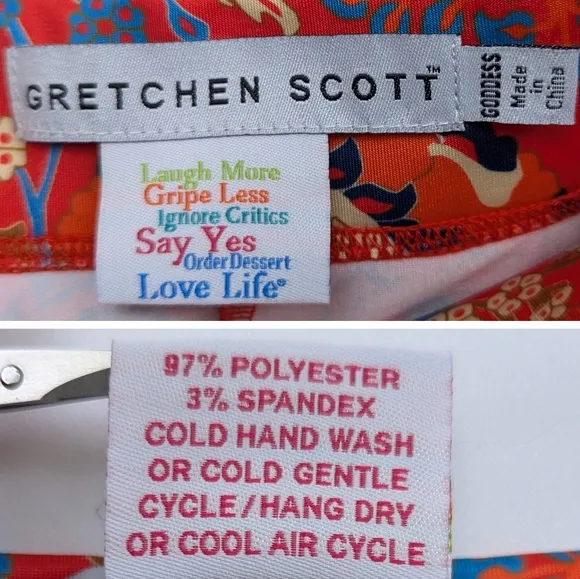 GRETCHEN SCOTT™
GODDESS
Made
in
China
Laugh More
Gripe Less
Ignore Critics
Say Yes
Order Dessert
Love Life®
97% POLYESTER
3% SPANDEX
COLD HAND WASH
OR COLD GENTLE
CYCLE/HANG DRY
OR COOL AIR CYCLE